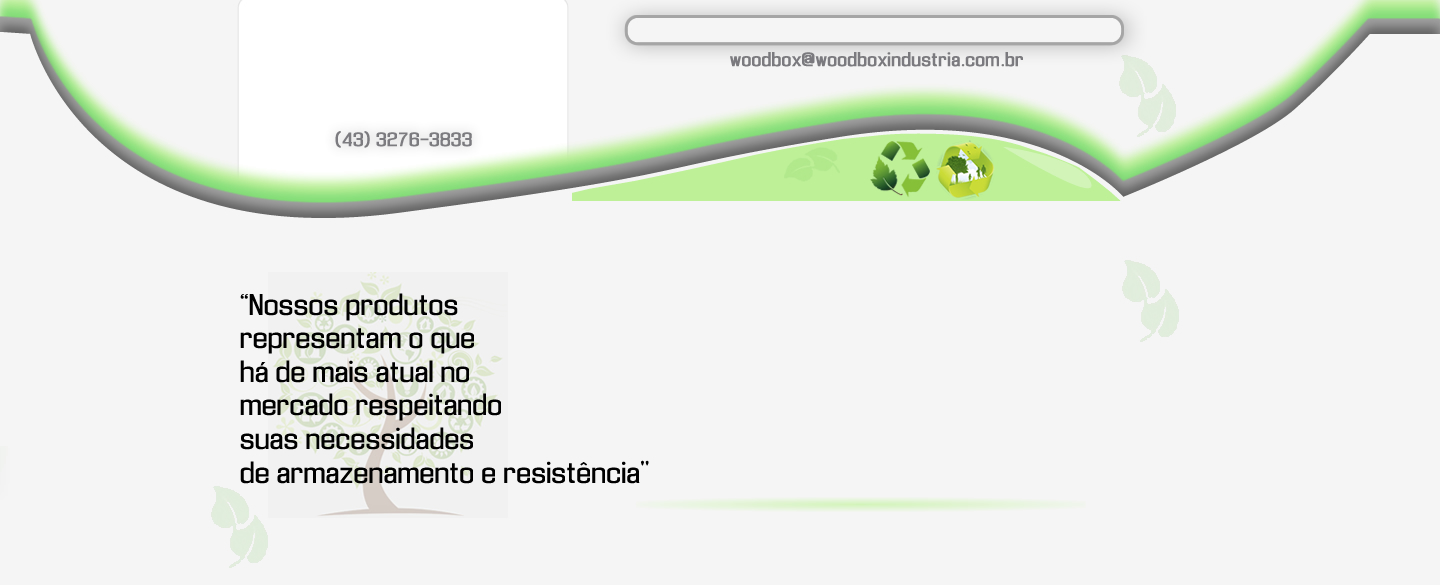 woodbox@woodboxindustria.com.br
(43) 3276-3833
“Nossos produtos
representam o que
há de mais atual no
mercado respeitando
suas necessidades
de armazenamento e resistência"